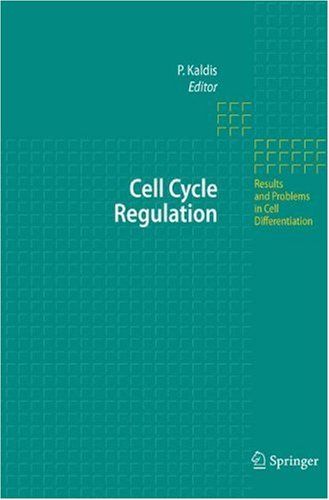 P. Kaldis
Editor
Cell Cycle
Regulation
Results
and Problems
in Cell
Differentiation
Springer